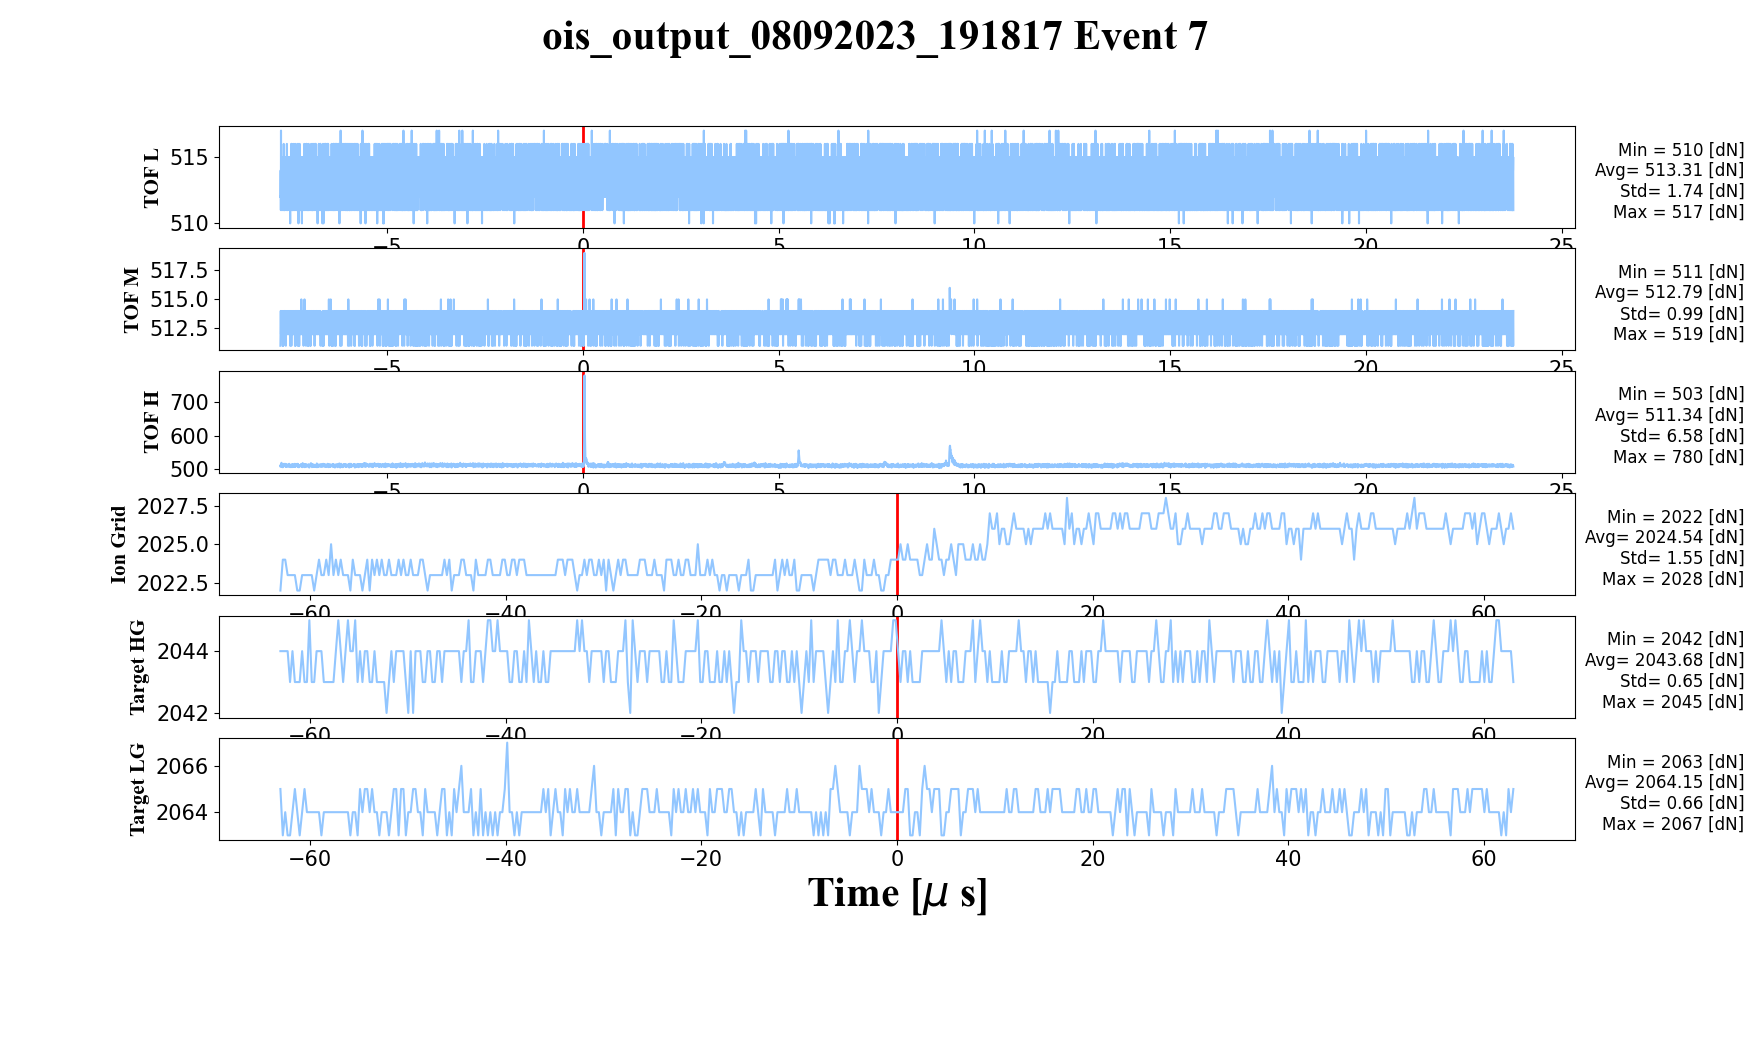 ois_output_08092023_191817 Event 7
TOF L
515
510
Min = 510 [dN]
Avg= 513.31 [dN]
Std= 1.74 [dN]
Max = 517 [dN]
−5 0 5 10 15 20 25
TOF M
517.5
515.0
512.5
Min = 511 [dN]
Avg= 512.79 [dN]
Std= 0.99 [dN]
Max = 519 [dN]
−5 0 5 10 15 20 25
TOF H
700
600
500
Min = 503 [dN]
Avg= 511.34 [dN]
Std= 6.58 [dN]
Max = 780 [dN]
−5 0 5 10 15 20 25
Ion Grid
2027.5
2025.0
2022.5
Min = 2022 [dN]
Avg= 2024.54 [dN]
Std= 1.55 [dN]
Max = 2028 [dN]
−60 −40 −20 0 20 40 60
Target HG
2044
2042
Min = 2042 [dN]
Avg= 2043.68 [dN]
Std= 0.65 [dN]
Max = 2045 [dN]
−60 −40 −20 0 20 40 60
Target LG
2066
2064
Min = 2063 [dN]
Avg= 2064.15 [dN]
Std= 0.66 [dN]
Max = 2067 [dN]
−60 −40 −20 0 20 40 60
Time [μ s]